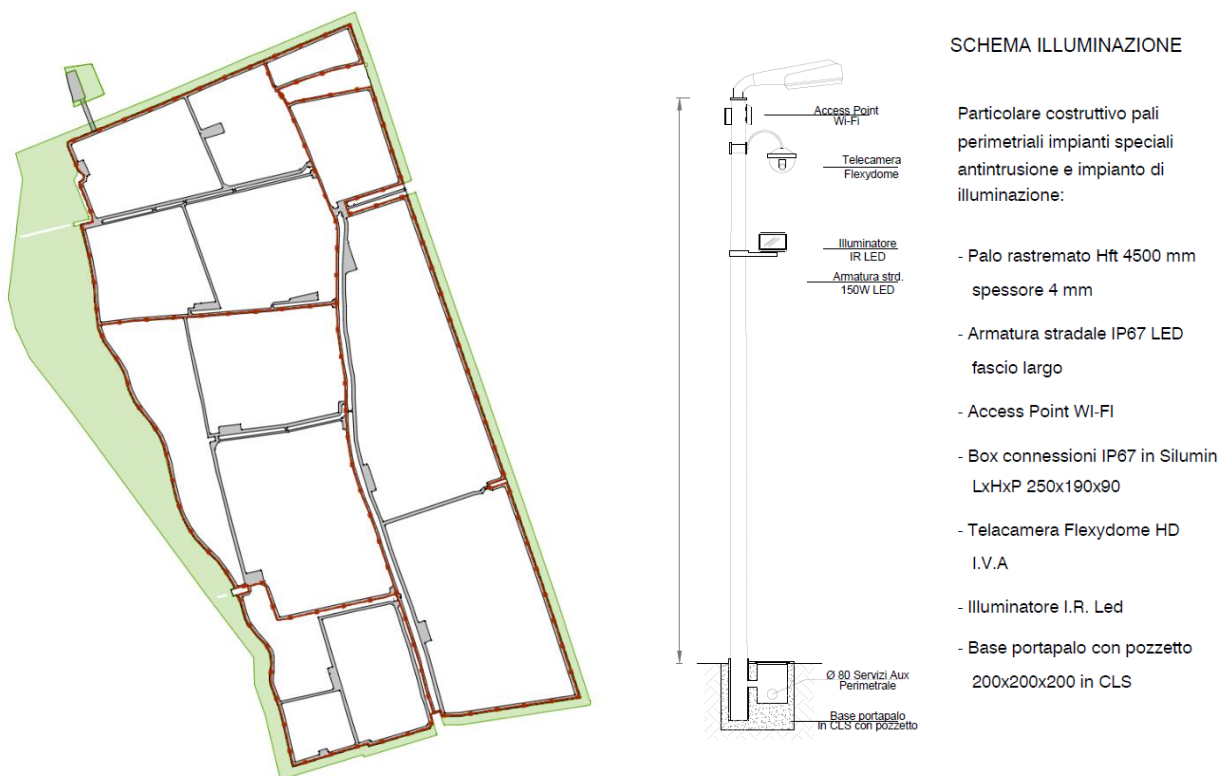 SCHEMA ILLUMINAZIONE
Access Point
Wi-Fi
Telecamera
Flexydome
Illuminatore
IR LED
Armatura strd.
150W LED
Ø 80 Servizi Aux
Perimetrale
Base portapalo
in CLS con pozzetto
Particolare costruttivo pali
perimetriali impianti speciali
antintrusione e impianto di
illuminazione:
- Palo rastremato Hft 4500 mm
spessore 4 mm
- Armatura stradale IP67 LED
fascio largo
- Access Point WI-FI
- Box connessioni IP67 in Silumin
LxHxP 250x190x90
- Telacamera Flexydome HD
I.V.A
- Illuminatore I.R. Led
- Base portapalo con pozzetto
200x200x200 in CLS